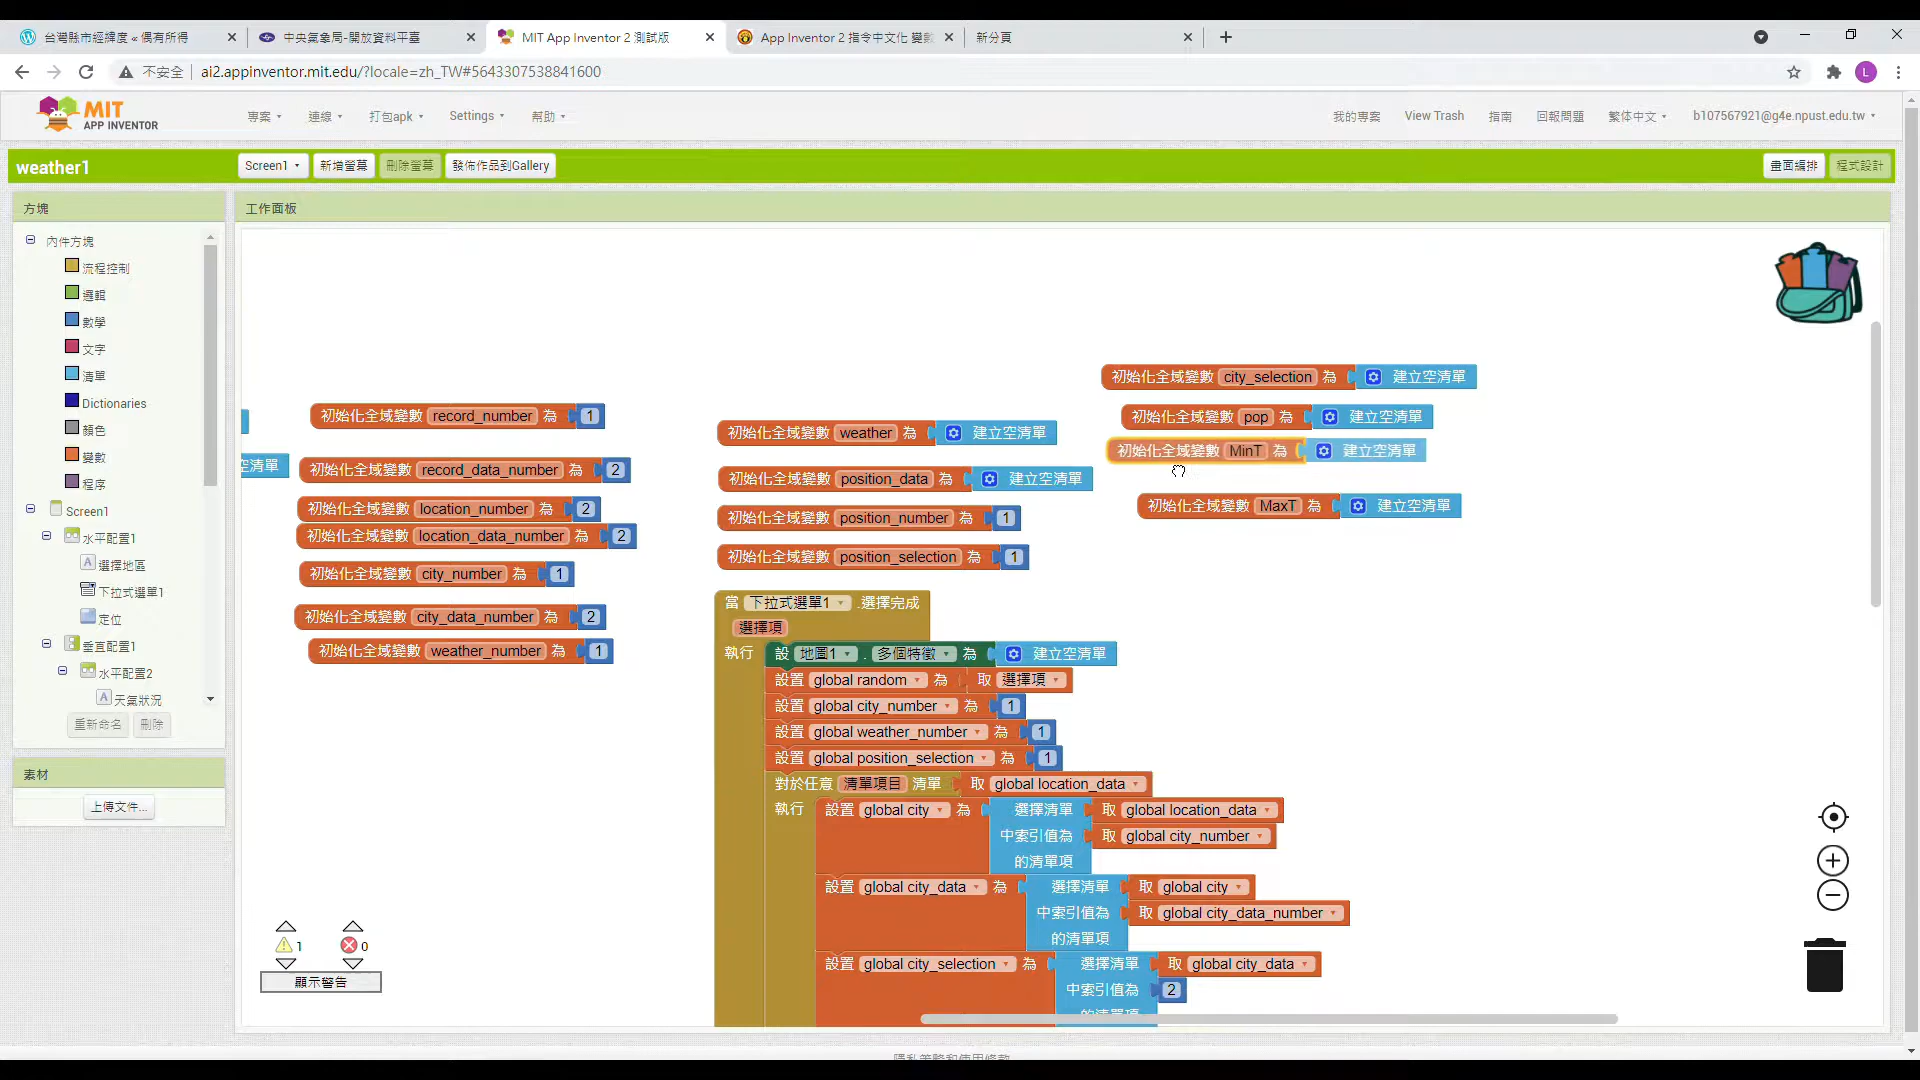 台灣縣市經緯度 « 偶有所得
中央氣象局-開放資料平臺
MIT App Inventor 2 測試版
App Inventor 2 指令中文化 變數
新分頁
不安全 | ai2.appinventor.mit.edu/?locale=zh_TW#5643307538841600
L
MIT
APP INVENTOR
專案
連線
打包apk
Settings
幫助
我的專案
View Trash
指南
回報問題
繁体中文
b107567921@g4e.npust.edu.tw
weather1
Screen1
新增螢幕
刪除螢幕
發佈作品到Gallery
畫面編排
程式設計
方塊
內件方塊
流程控制
邏輯
數學
文字
清單
Dictionaries
顏色
變數
程序
Screen1
水平配置1
選擇地區
下拉式選單1
定位
垂直配置1
水平配置2
天氣狀況
重新命名
刪除
素材
上傳文件...
工作面板
空清單
初始化全域變數 record_number 為 1
初始化全域變數 record_data_number 為 2
初始化全域變數 location_number 為 2
初始化全域變數 location_data_number 為 2
初始化全域變數 city_number 為 1
初始化全域變數 city_data_number 為 2
初始化全域變數 weather_number 為 1
初始化全域變數 weather 為 建立空清單
初始化全域變數 position_data 為 建立空清單
初始化全域變數 position_number 為 1
初始化全域變數 position_selection 為 1
初始化全域變數 city_selection 為 建立空清單
初始化全域變數 pop 為 建立空清單
初始化全域變數 MinT 為 建立空清單
初始化全域變數 MaxT 為 建立空清單
當 下拉式選單1 .選擇完成
選擇項
執行 設 地圖1 . 多個特徵 為 建立空清單
設置 global random 為 取 選擇項
設置 global city_number 為 1
設置 global weather_number 為 1
設置 global position_selection 為 1
對於任意 清單項目 清單 取 global location_data
執行 設置 global city 為 選擇清單 取 global location_data
中索引值為 取 global city_number
的清單項
設置 global city_data 為 選擇清單 取 global city
中索引值為 取 global city_data_number
的清單項
設置 global city_selection 為 選擇清單 取 global city_data
中索引值為 2
的清單項
1
0
顯示警告
隱私策略和使用條款